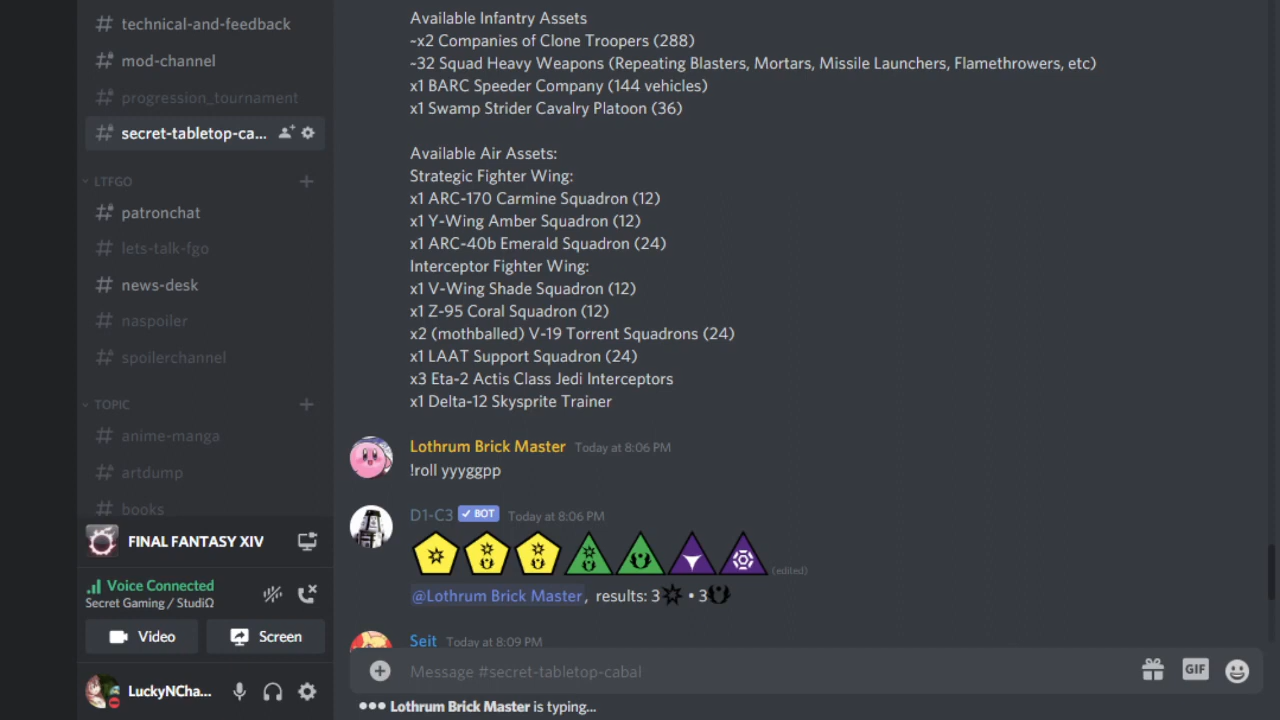 technical-and-feedback
mod-channel
progression_tournament
secret-tabletop-ca...
LTFGO
patronchat
lets-talk-fgo
news-desk
naspoiler
spoilerchannel
TOPIC
anime-manga
artdump
books
FINAL FANTASY XIV
Voice Connected
Secret Gaming / StudiΩ
Video
Screen
LuckyNCha...
Available Infantry Assets
~x2 Companies of Clone Troopers (288)
~32 Squad Heavy Weapons (Repeating Blasters, Mortars, Missile Launchers, Flamethrowers, etc)
x1 BARC Speeder Company (144 vehicles)
x1 Swamp Strider Cavalry Platoon (36)
Available Air Assets:
Strategic Fighter Wing:
x1 ARC-170 Carmine Squadron (12)
x1 Y-Wing Amber Squadron (12)
x1 ARC-40b Emerald Squadron (24)
Interceptor Fighter Wing:
x1 V-Wing Shade Squadron (12)
x1 Z-95 Coral Squadron (12)
x2 (mothballed) V-19 Torrent Squadrons (24)
x1 LAAT Support Squadron (24)
x3 Eta-2 Actis Class Jedi Interceptors
x1 Delta-12 Skysprite Trainer
Lothrum Brick Master Today at 8:06 PM
!roll yyyggpp
D1-C3 ✓ BOT Today at 8:06 PM
(edited)
@Lothrum Brick Master, results: 3 • 3
Seit Today at 8:09 PM
Message #secret-tabletop-cabal
GIF
Lothrum Brick Master is typing...